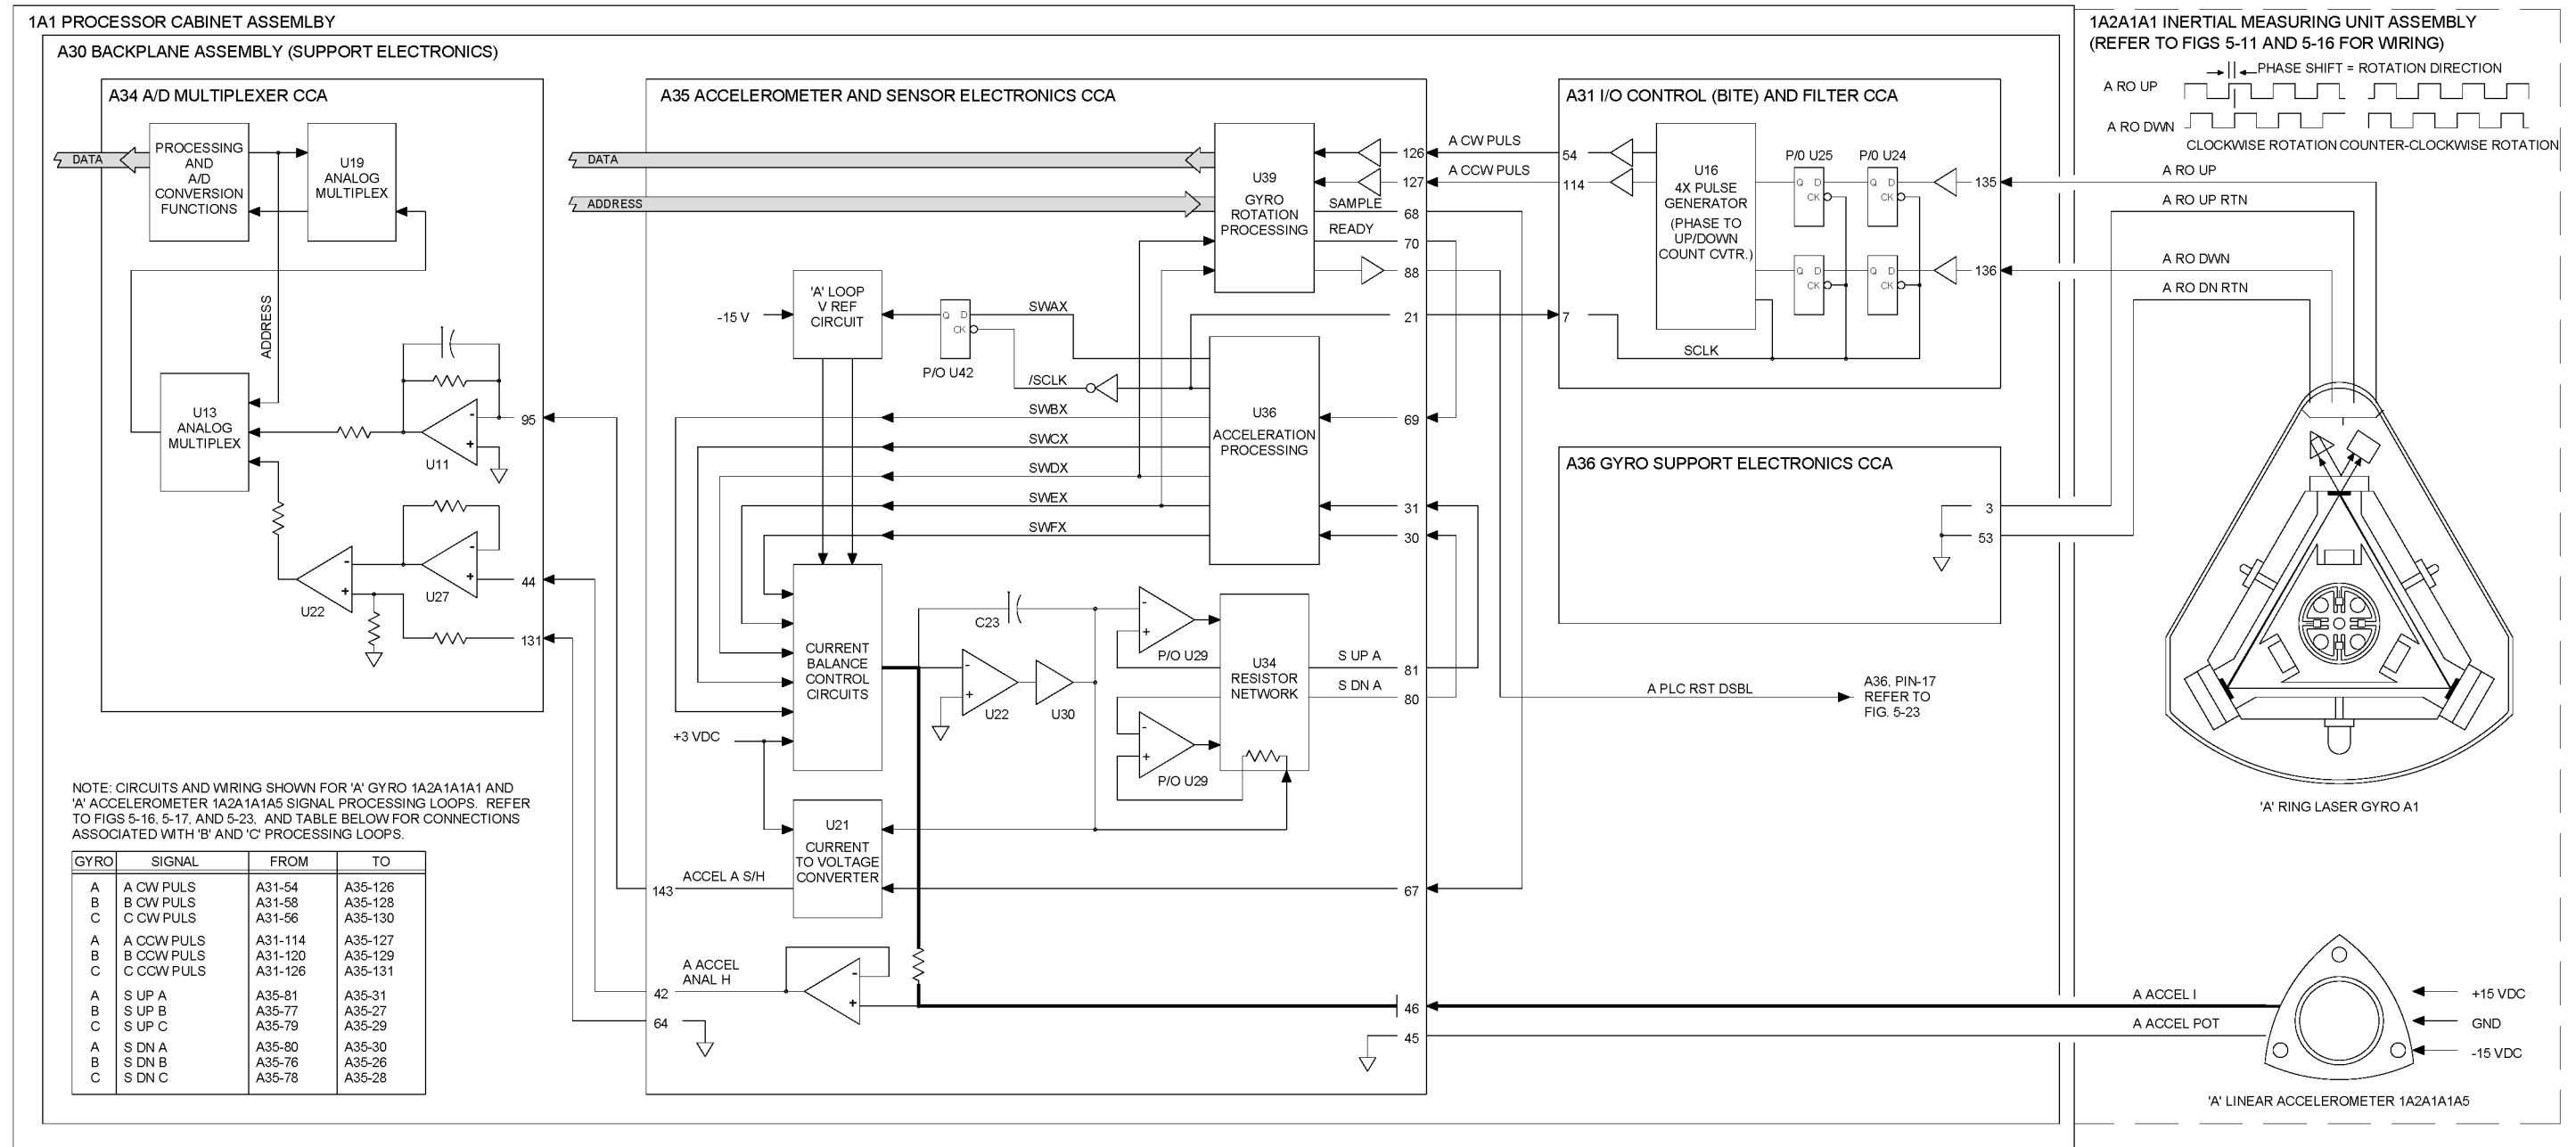 1A1 PROCESSOR CABINET ASSEMLBY
A30 BACKPLANE ASSEMBLY (SUPPORT ELECTRONICS)
A34 A/D MULTIPLEXER CCA
PROCESSING
AND
A/D
CONVERSION
FUNCTIONS
U19
ANALOG
MULTIPLEX
DATA
ADDRESS
U13
ANALOG
MULTIPLEX
-
+
U11
95
-
+
U22
-
+
U27
44
131
NOTE: CIRCUITS AND WIRING SHOWN FOR 'A' GYRO 1A2A1A1A1 AND
'A' ACCELEROMETER 1A2A1A1A5 SIGNAL PROCESSING LOOPS. REFER
TO FIGS 5-16, 5-17, AND 5-23, AND TABLE BELOW FOR CONNECTIONS
ASSOCIATED WITH 'B' AND 'C' PROCESSING LOOPS.
GYRO SIGNAL FROM TO
A A CW PULS A31-54 A35-126
B B CW PULS A31-58 A35-128
C C CW PULS A31-56 A35-130
A A CCW PULS A31-114 A35-127
B B CCW PULS A31-120 A35-129
C C CCW PULS A31-126 A35-131
A S UP A A35-81 A35-31
B S UP B A35-77 A35-27
C S UP C A35-79 A35-29
A S DN A A35-80 A35-30
B S DN B A35-76 A35-26
C S DN C A35-78 A35-28
A35 ACCELEROMETER AND SENSOR ELECTRONICS CCA
DATA
ADDRESS
U39
GYRO
ROTATION
PROCESSING
126
127
SAMPLE
68
READY
70
88
21
'A' LOOP
V REF
CIRCUIT
-15 V
Q D
CK
P/O U42
SWAX
/SCLK
SWBX
SWCX
SWDX
SWEX
SWFX
U36
ACCELERATION
PROCESSING
69
31
30
CURRENT
BALANCE
CONTROL
CIRCUITS
+3 VDC
C23
-
+
U22
U30
-
+
P/O U29
-
+
P/O U29
U34
RESISTOR
NETWORK
S UP A
81
S DN A
80
U21
CURRENT
TO VOLTAGE
CONVERTER
143
ACCEL A S/H
67
A ACCEL
ANAL H
42
-
+
64
46
45
A CW PULS
A CCW PULS
A31 I/O CONTROL (BITE) AND FILTER CCA
54
114
U16
4X PULSE
GENERATOR
(PHASE TO
UP/DOWN
COUNT CVTR.)
P/0 U25
P/0 U24
Q D
CK
Q D
CK
Q D
CK
Q D
CK
135
136
7
SCLK
A36 GYRO SUPPORT ELECTRONICS CCA
3
53
A PLC RST DSBL
A36, PIN-17
REFER TO
FIG. 5-23
1A2A1A1 INERTIAL MEASURING UNIT ASSEMBLY
(REFER TO FIGS 5-11 AND 5-16 FOR WIRING)
PHASE SHIFT = ROTATION DIRECTION
A RO UP
A RO DWN
CLOCKWISE ROTATION COUNTER-CLOCKWISE ROTATION
A RO UP
A RO UP RTN
A RO DWN
A RO DN RTN
'A' RING LASER GYRO A1
A ACCEL I
A ACCEL POT
+15 VDC
GND
-15 VDC
'A' LINEAR ACCELEROMETER 1A2A1A1A5